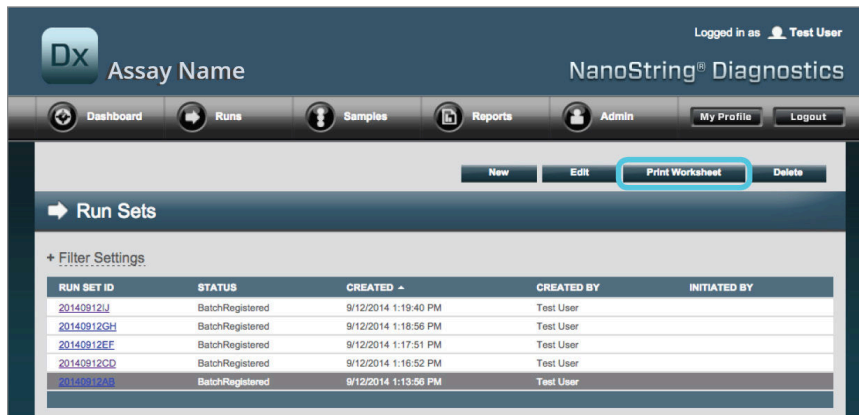 Logged in as Test User
Dx Assay Name NanoString® Diagnostics
Dashboard Runs Samples Reports Admin My Profile Logout
New Edit Print Worksheet Delete
Run Sets
+ Filter Settings
RUN SET ID STATUS CREATED CREATED BY INITIATED BY
20140912IJ BatchRegistered 9/12/2014 1:19:40 PM Test User
20140912GH BatchRegistered 9/12/2014 1:18:56 PM Test User
20140912EF BatchRegistered 9/12/2014 1:17:51 PM Test User
20140912CD BatchRegistered 9/12/2014 1:16:52 PM Test User
20140912AB BatchRegistered 9/12/2014 1:13:56 PM Test User